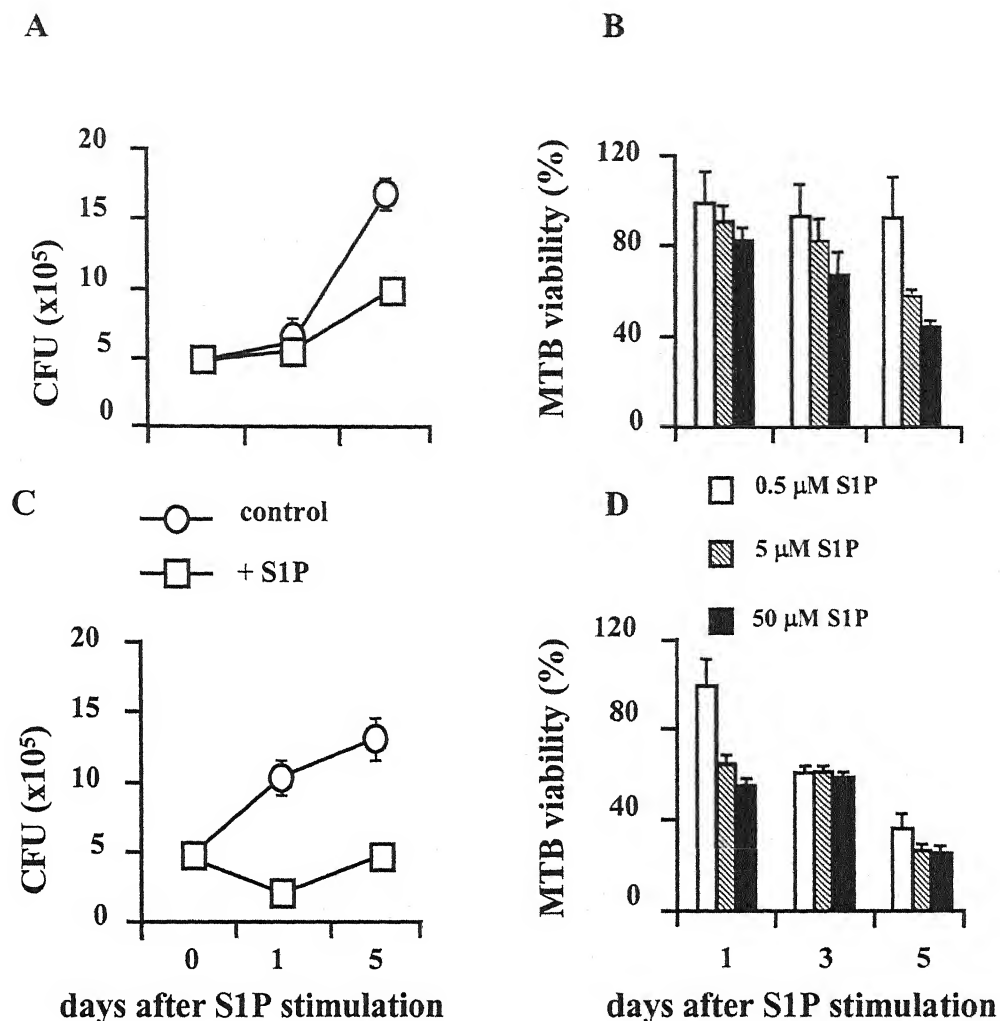 A
B
20
15
10
5
0
CFU (x10⁵)
120
80
40
0
MTB viability (%)
C
control
+ S1P
D
0.5 µM S1P
5 µM S1P
50 µM S1P
20
15
10
5
0
CFU (x10⁵)
0 1 5
days after S1P stimulation
120
80
40
0
MTB viability (%)
1 3 5
days after S1P stimulation